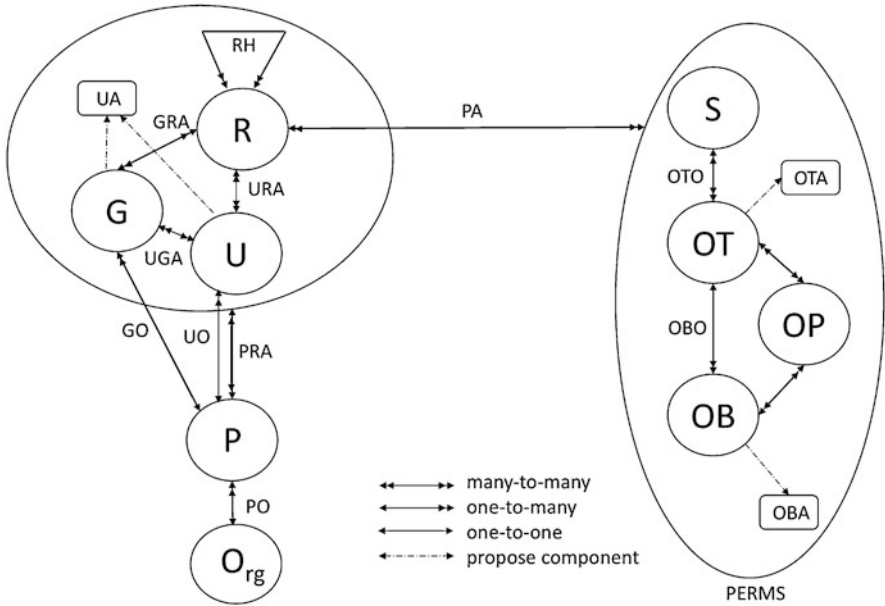 RH
UA
GRA
R
PA
S
URA
OTO
OTA
G
UGA
U
OT
GO
UO
PRA
OBO
OP
P
OB
PO
many-to-many
one-to-many
one-to-one
propose component
OBA
Org
PERMS